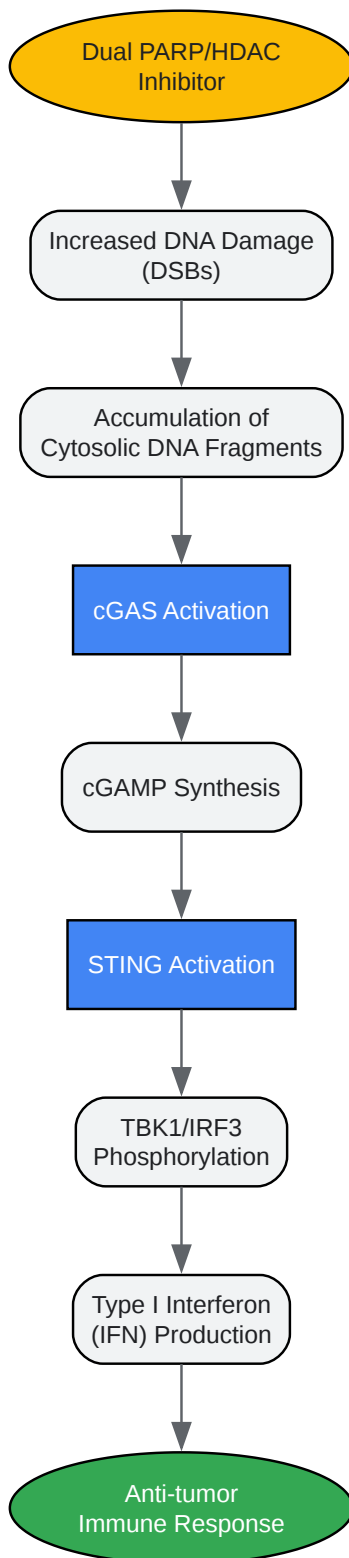 Dual PARP/HDAC
Inhibitor
Increased DNA Damage
(DSBs)
Accumulation of
Cytosolic DNA Fragments
cGAS Activation
cGAMP Synthesis
STING Activation
TBK1/IRF3
Phosphorylation
Type I Interferon
(IFN) Production
Anti-tumor
Immune Response